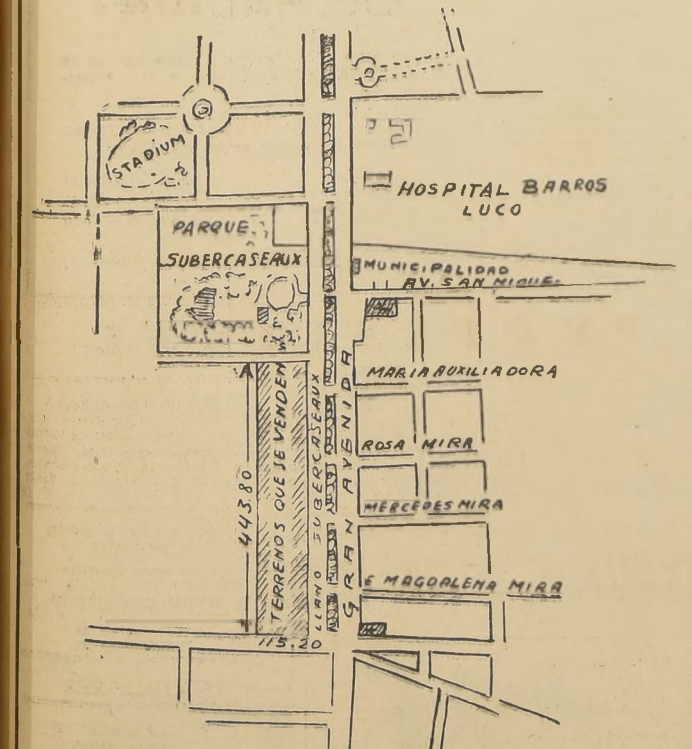 STADIUM
HOSPITAL BARROS
LUCO
PARQUE
SUBERCASEAUX
MUNICIPALIDAD
AV. SAN MIGUEL
MARIA AUXILIADORA
ROSA MIRA
MERCEDES MIRA
E MAGDALENA MIRA
GRAN AVENIDA
LLANO SUBERCASEAUX
TERRENOS QUE SE VENDEN
443.80
115.20